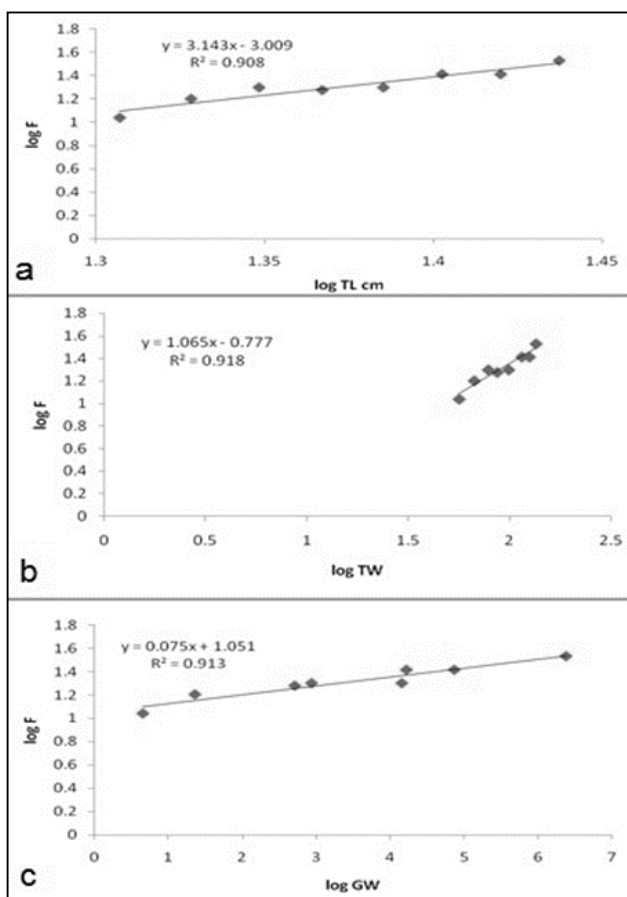 1.8
1.6
1.4
1.2
1
0.8
0.6
0.4
0.2
0
log F
y = 3.143x - 3.009
R² = 0.908
1.3 1.35 1.4 1.45
log TL cm
a
1.8
1.6
1.4
1.2
1
0.8
0.6
0.4
0.2
0
log F
y = 1.065x - 0.777
R² = 0.918
0 0.5 1 1.5 2 2.5
log TW
b
1.8
1.6
1.4
1.2
1
0.8
0.6
0.4
0.2
0
log F
y = 0.075x + 1.051
R² = 0.913
0 1 2 3 4 5 6 7
log GW
c